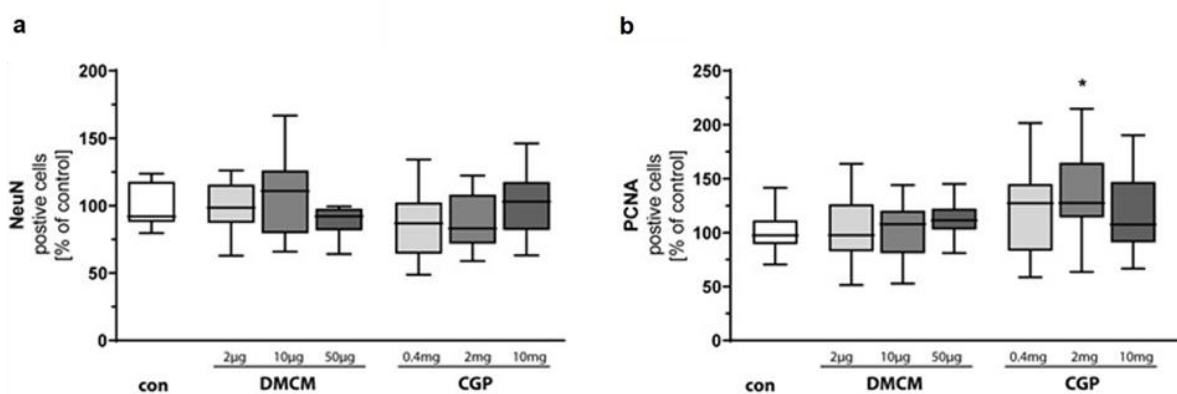 a
200
150
100
50
0
NeuN
postive cells
[% of control]
2µg 10µg 50µg 0.4mg 2mg 10mg
con DMCM CGP
b
250
200
150
100
50
0
PCNA
postive cells
[% of control]
*
2µg 10µg 50µg 0.4mg 2mg 10mg
con DMCM CGP